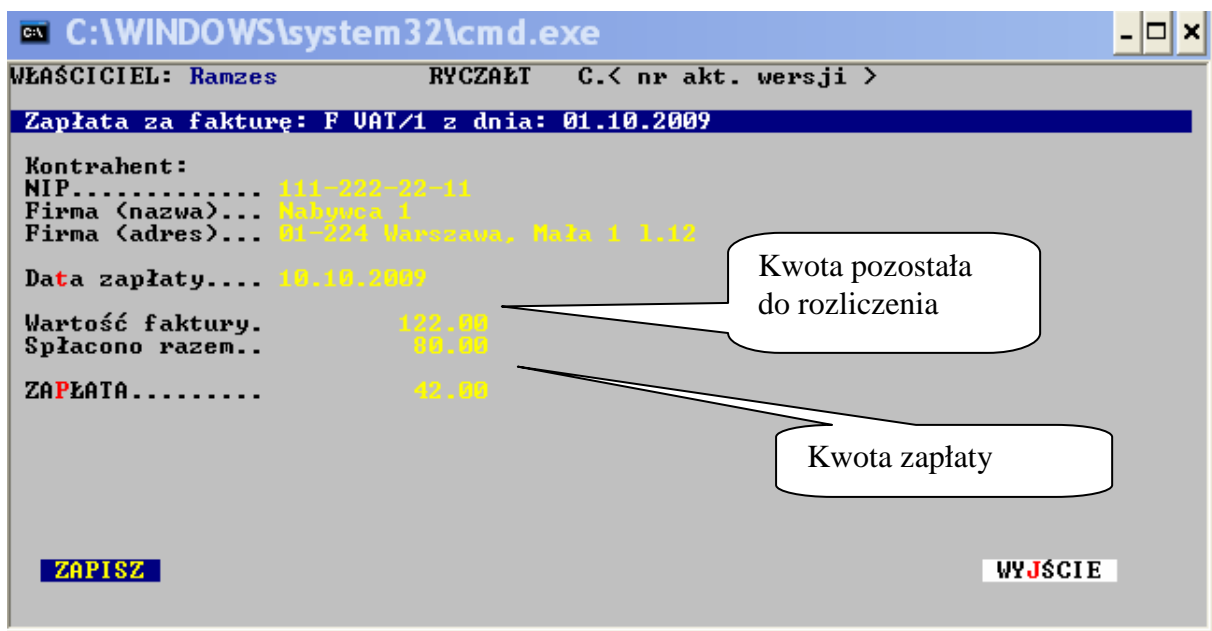 C:\WINDOWS\system32\cmd.exe
WŁAŚCICIEL: Ramzes RYCZAŁT C.< nr akt. wersji >
Zapłata za fakturę: F VAT/1 z dnia: 01.10.2009
Kontrahent:
NIP............. 111-222-22-11
Firma (nazwa)... Nabywca 1
Firma (adres)... 01-224 Warszawa, Mała 1 l.12
Kwota pozostała
do rozliczenia
Data zapłaty.... 10.10.2009
Wartość faktury. 122.00
Spłacono razem.. 80.00
ZAPŁATA......... 42.00
Kwota zapłaty
ZAPISZ WYJŚCIE